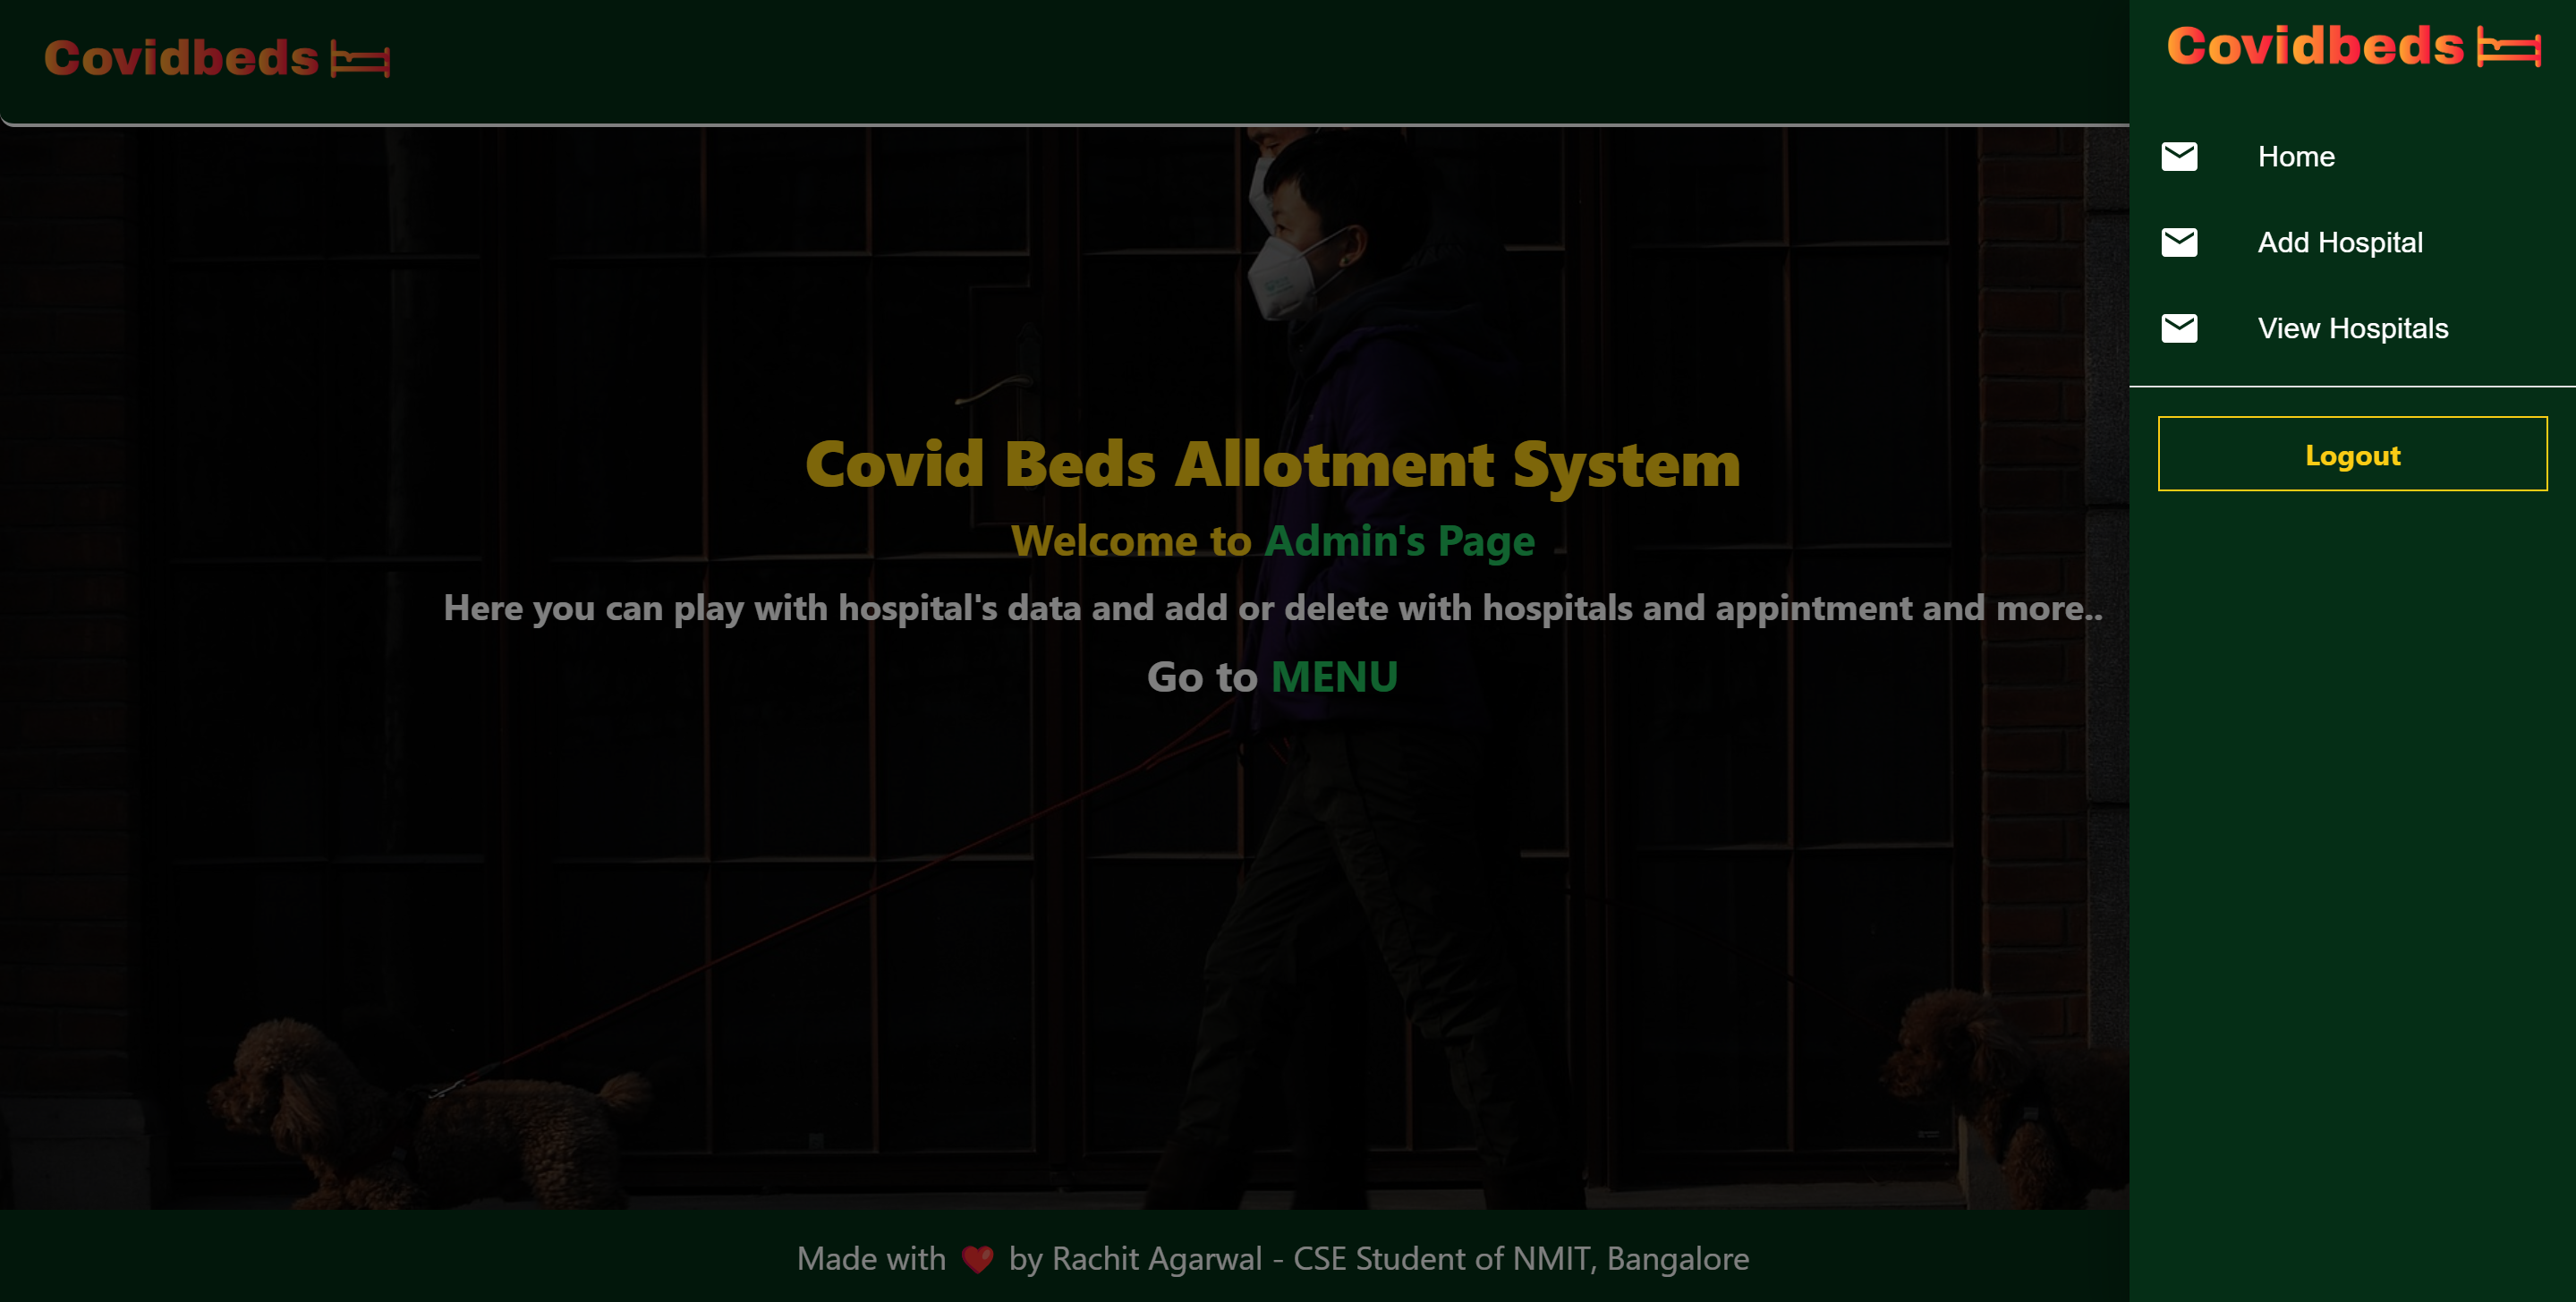 Covidbeds
Covidbeds
Home
Add Hospital
View Hospitals
Logout
Covid Beds Allotment System
Welcome to Admin's Page
Here you can play with hospital's data and add or delete with hospitals and appintment and more..
Go to MENU
Made with ❤️ by Rachit Agarwal - CSE Student of NMIT, Bangalore